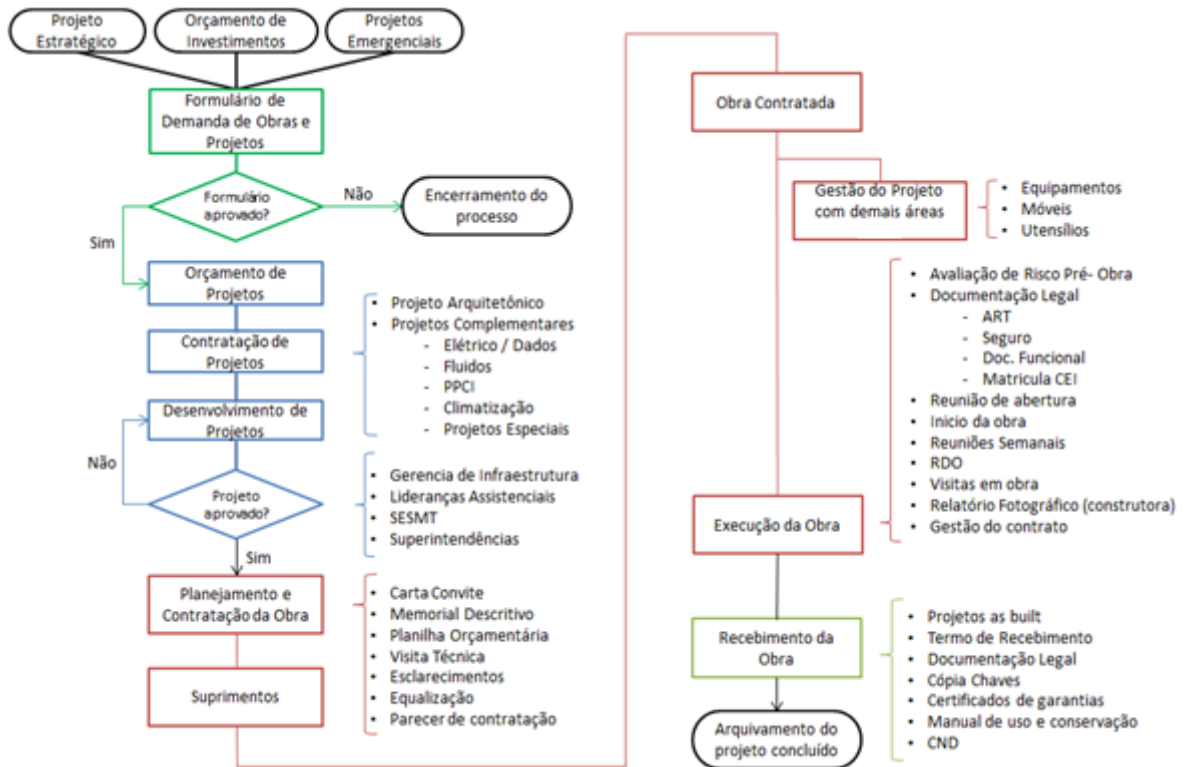 Projeto
Estratégico
Orçamento de
Investimentos
Projetos
Emergenciais
Formulário de
Demanda de Obras e
Projetos
Formulário
aprovado?
Não
Encerramento do
processo
Sim
Orçamento de
Projetos
Contratação de
Projetos
• Projeto Arquitetônico
• Projetos Complementares
- Elétrico / Dados
- Fluidos
- PPCI
- Climatização
- Projetos Especiais
Desenvolvimento de
Projetos
Não
Projeto
aprovado?
• Gerencia de Infraestrutura
• Lideranças Assistenciais
• SESMT
• Superintendências
Sim
Planejamento e
Contratação da Obra
• Carta Convite
• Memorial Descritivo
• Planilha Orçamentária
• Visita Técnica
• Esclarecimentos
• Equalização
• Parecer de contratação
Suprimentos
Obra Contratada
Gestão do Projeto
com demais áreas
• Equipamentos
• Móveis
• Utensílios
• Avaliação de Risco Pré- Obra
• Documentação Legal
- ART
- Seguro
- Doc. Funcional
- Matricula CEI
• Reunião de abertura
• Inicio da obra
• Reuniões Semanais
• RDO
• Visitas em obra
• Relatório Fotográfico (construtora)
• Gestão do contrato
Execução da Obra
Recebimento da
Obra
• Projetos as built
• Termo de Recebimento
• Documentação Legal
• Cópia Chaves
• Certificados de garantias
• Manual de uso e conservação
• CND
Arquivamento do
projeto concluído